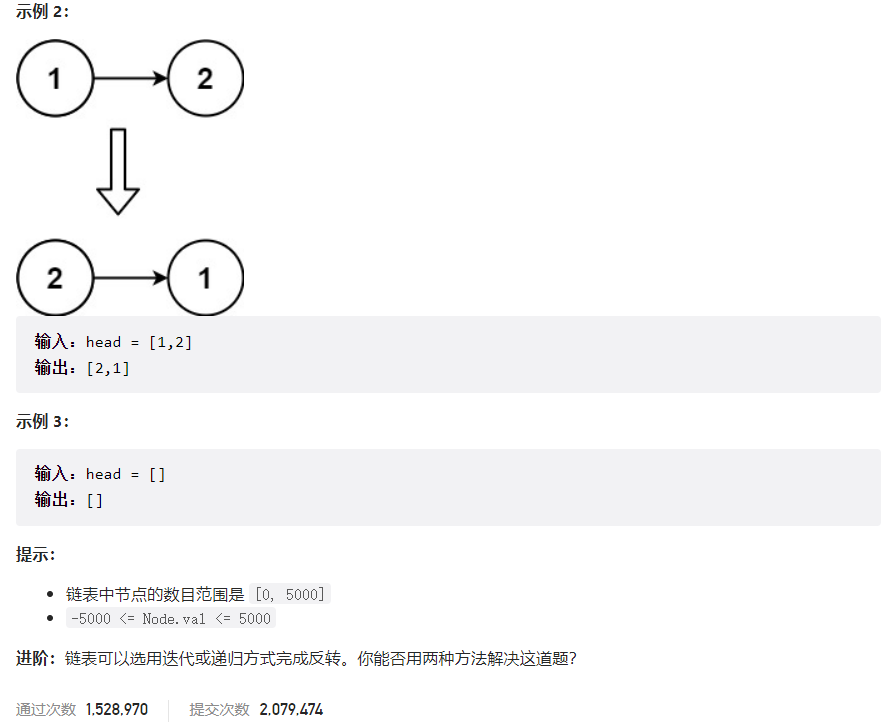 示例 2：
1 2
2 1
输入：head = [1,2]
输出：[2,1]
示例 3：
输入：head = []
输出：[]
提示：
链表中节点的数目范围是 [0, 5000]
-5000 <= Node.val <= 5000
进阶：链表可以选用迭代或递归方式完成反转。你能否用两种方法解决这道题？
通过次数 1,528,970 提交次数 2,079,474